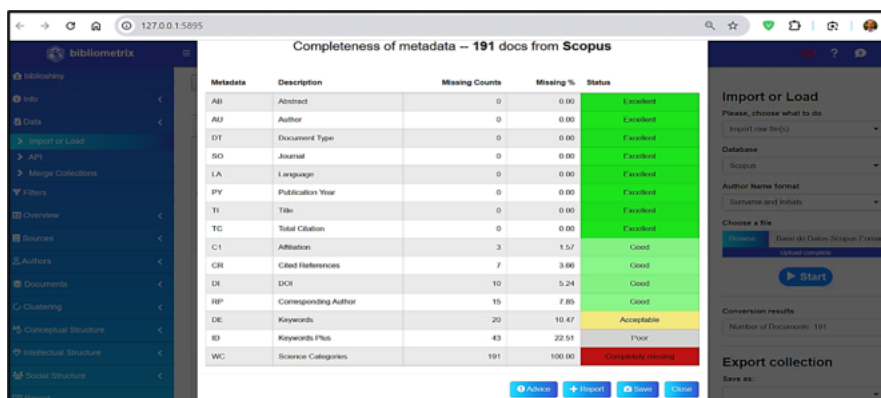 127.0.0.1:5895
bibliometrix
Completeness of metadata -- 191 docs from Scopus
biblioshiny
Info
Data
Import or Load
API
Merge Collections
Filters
Overview
Sources
Authors
Documents
Clustering
Conceptual Structure
Intellectual Structure
Social Structure
Metadata Description Missing Counts Missing % Status
AB Abstract 0 0.00 Excellent
AU Author 0 0.00 Excellent
DT Document Type 0 0.00 Excellent
SO Journal 0 0.00 Excellent
LA Language 0 0.00 Excellent
PY Publication Year 0 0.00 Excellent
TI Title 0 0.00 Excellent
TC Total Citation 0 0.00 Excellent
C1 Affiliation 3 1.57 Good
CR Cited References 7 3.66 Good
DI DOI 10 5.24 Good
RP Corresponding Author 15 7.85 Good
DE Keywords 20 10.47 Acceptable
ID Keywords Plus 43 22.51 Poor
WC Science Categories 191 100.00 Completely missing
Advice Report Save Close
Import or Load
Please, choose what to do
Import raw file(s)
Database
Scopus
Author Name format
Surname and Initials
Choose a file
Browse... Base de Datos Scopus
Upload complete
Start
Conversion results
Number of Documents 191
Export collection
Save as: